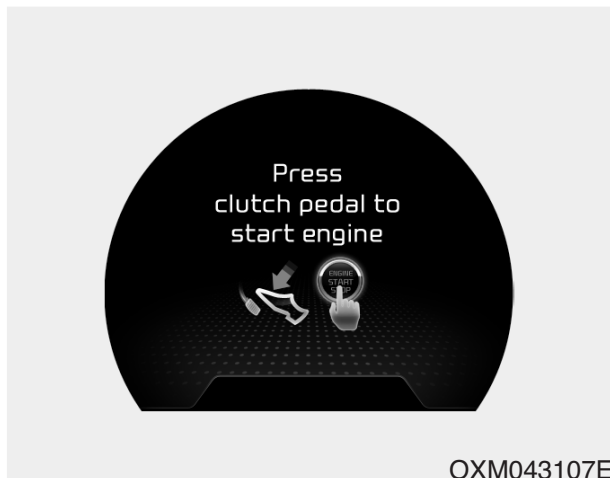 Press
clutch pedal to
start engine
ENGINE
START
STOP
OXM043107E